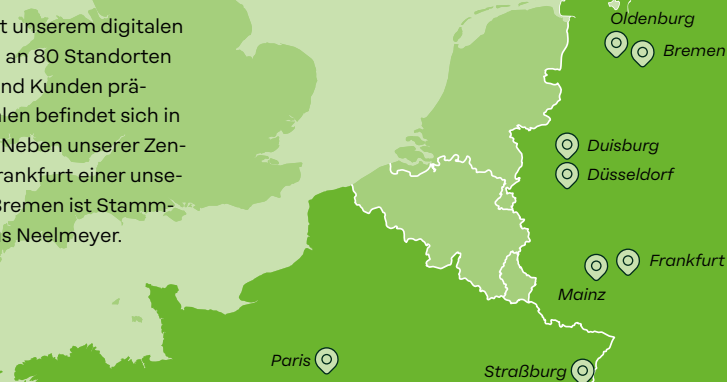 t unserem digitalen
an 80 Standorten
nd Kunden prä-
len befindet sich in
Neben unserer Zen-
rankfurt einer unse-
Bremen ist Stamm-
s Neelmeyer.
Oldenburg
Bremen
Duisburg
Düsseldorf
Frankfurt
Mainz
Paris
Straßburg